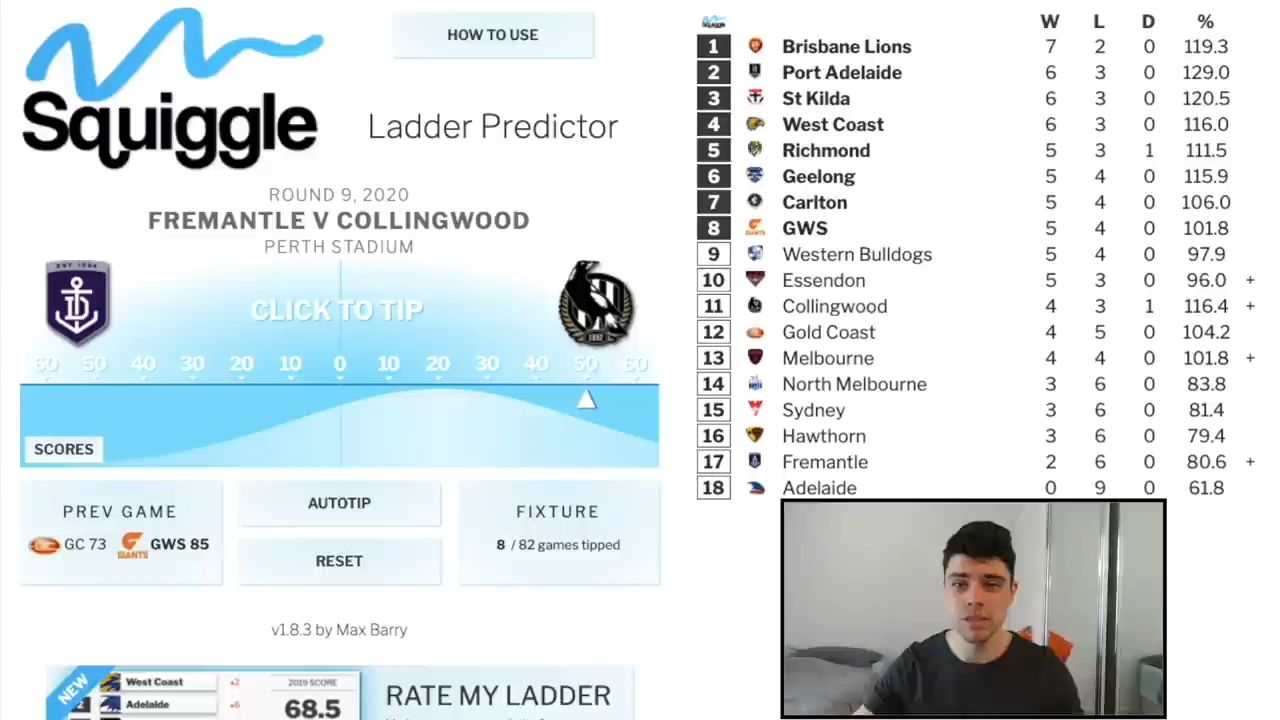 Squiggle
HOW TO USE
Ladder Predictor
ROUND 9, 2020
FREMANTLE V COLLINGWOOD
PERTH STADIUM
CLICK TO TIP
60 50 40 30 20 10 0 10 20 30 40 50 60
SCORES
PREV GAME
GC 73 GWS 85
AUTOTIP
RESET
FIXTURE
8 / 82 games tipped
v1.8.3 by Max Barry
NEW
West Coast
Adelaide
2019 SCORE
68.5
RATE MY LADDER
Squiggle W L D %
1 Brisbane Lions 7 2 0 119.3
2 Port Adelaide 6 3 0 129.0
3 St Kilda 6 3 0 120.5
4 West Coast 6 3 0 116.0
5 Richmond 5 3 1 111.5
6 Geelong 5 4 0 115.9
7 Carlton 5 4 0 106.0
8 GWS 5 4 0 101.8
9 Western Bulldogs 5 4 0 97.9
10 Essendon 5 3 0 96.0 +
11 Collingwood 4 3 1 116.4 +
12 Gold Coast 4 5 0 104.2
13 Melbourne 4 4 0 101.8 +
14 North Melbourne 3 6 0 83.8
15 Sydney 3 6 0 81.4
16 Hawthorn 3 6 0 79.4
17 Fremantle 2 6 0 80.6 +
18 Adelaide 0 9 0 61.8